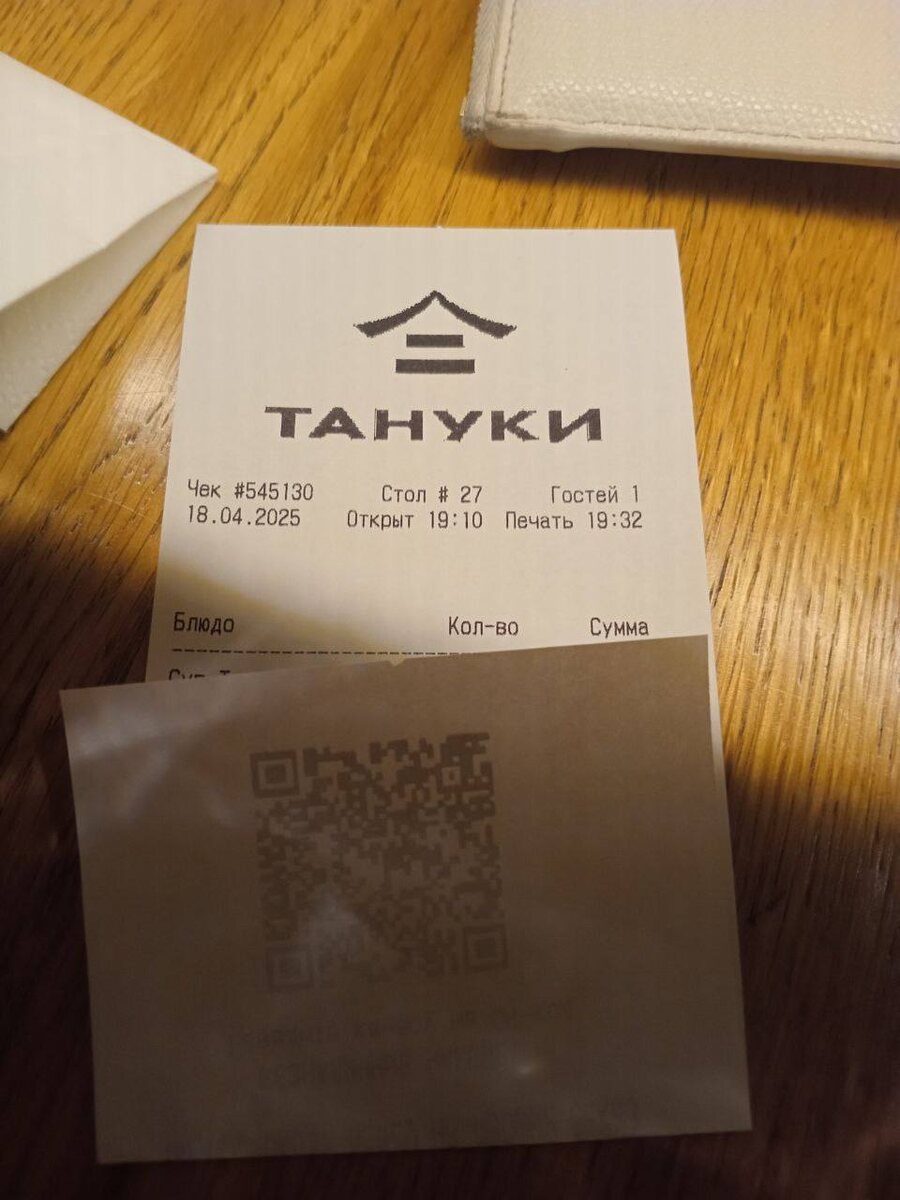 ТАНУКИ
Чек #545130 Стол # 27 Гостей 1
18.04.2025 Открыт 19:10 Печать 19:32
Блюдо Кол-во Сумма